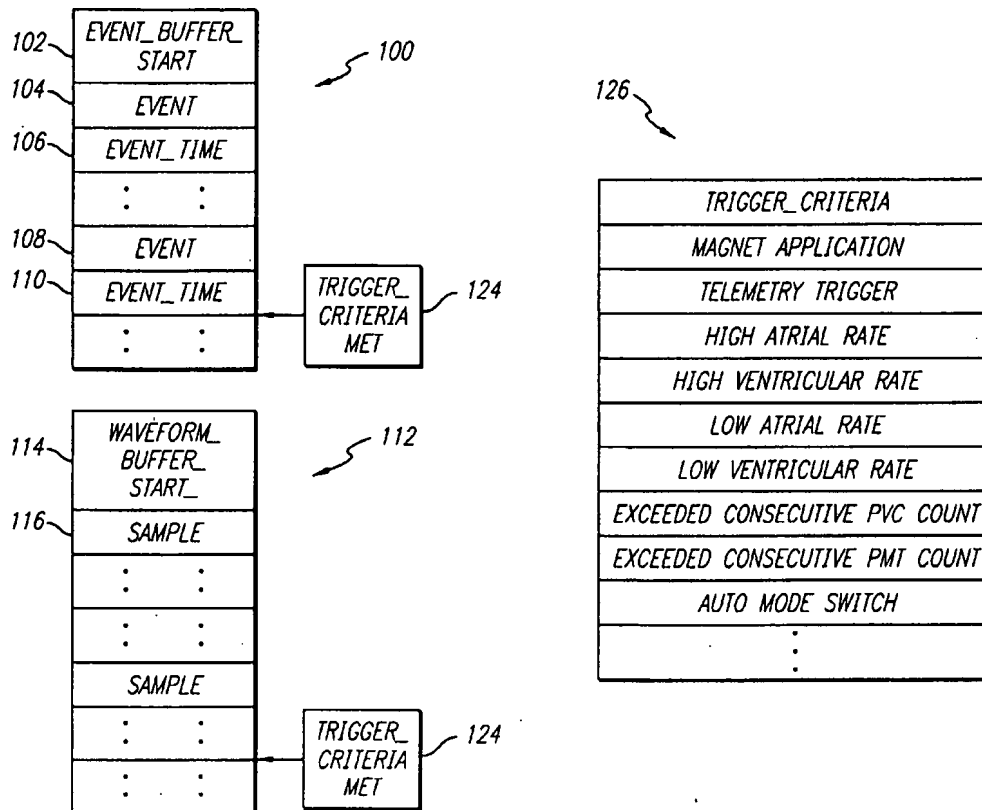 102
EVENT_BUFFER_
START
100
104
EVENT
106
EVENT_TIME
108
EVENT
110
EVENT_TIME
TRIGGER_
CRITERIA
MET
124
114
WAVEFORM_
BUFFER_
START_
112
116
SAMPLE
SAMPLE
TRIGGER_
CRITERIA
MET
124
126
TRIGGER_CRITERIA
MAGNET APPLICATION
TELEMETRY TRIGGER
HIGH ATRIAL RATE
HIGH VENTRICULAR RATE
LOW ATRIAL RATE
LOW VENTRICULAR RATE
EXCEEDED CONSECUTIVE PVC COUNT
EXCEEDED CONSECUTIVE PMT COUNT
AUTO MODE SWITCH